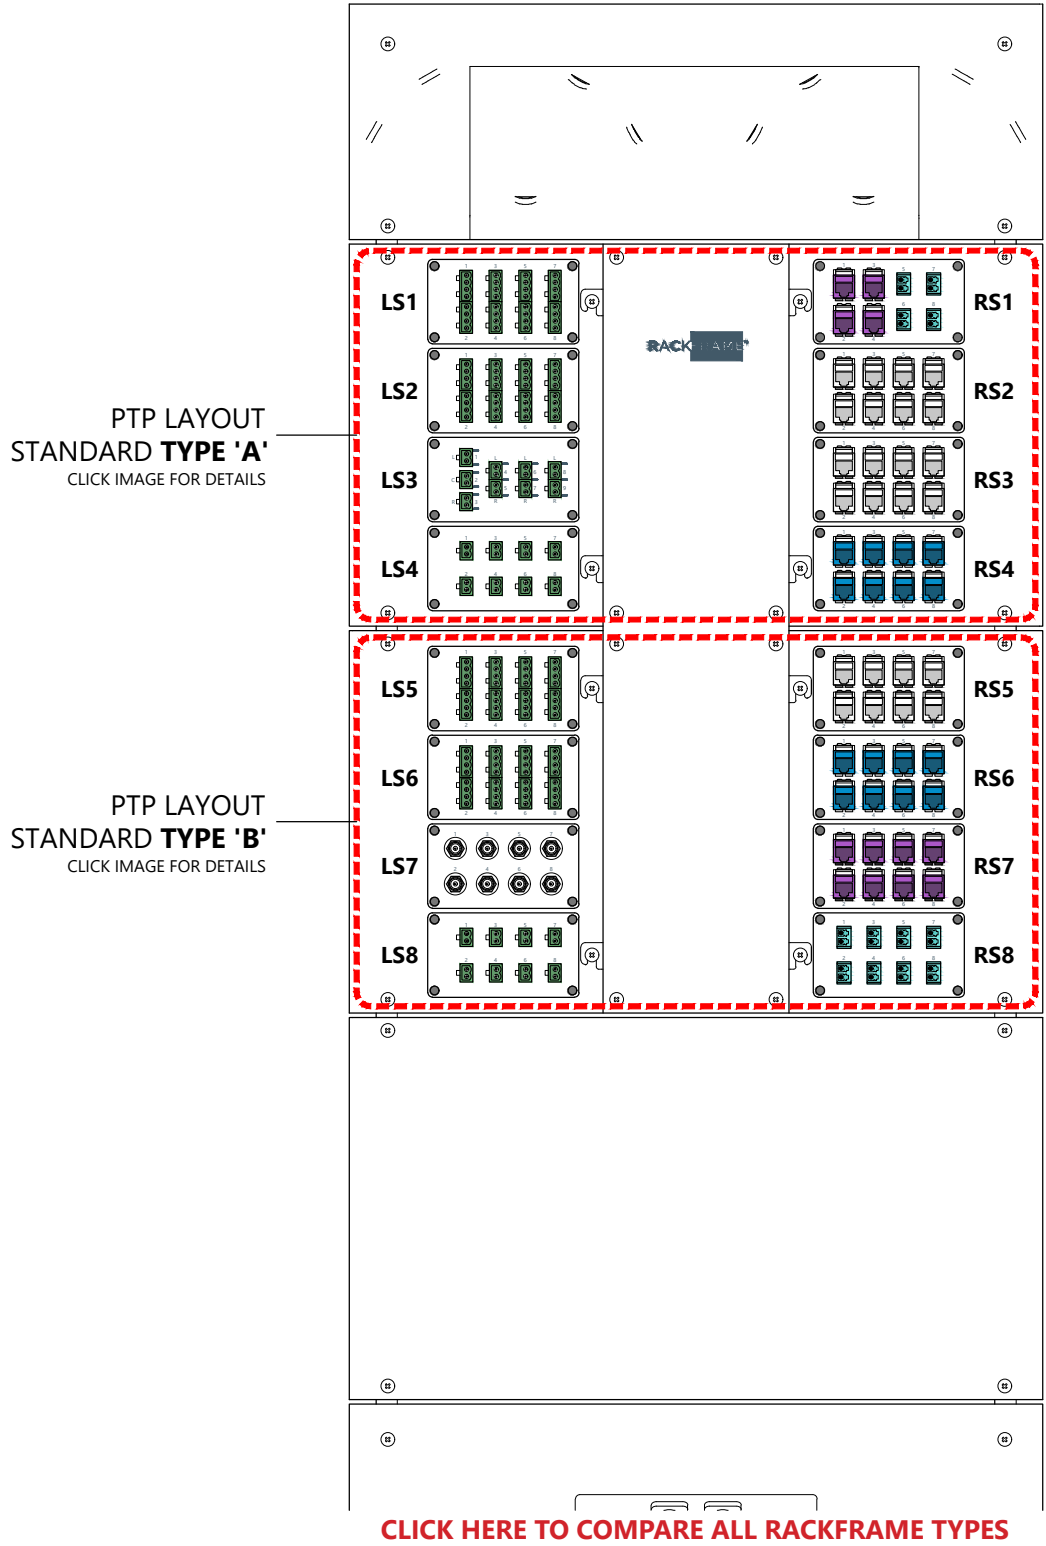 RACKFRAME
LS1
RS1
LS2
RS2
PTP LAYOUT
STANDARD TYPE 'A'
CLICK IMAGE FOR DETAILS
LS3
RS3
LS4
RS4
LS5
RS5
LS6
RS6
PTP LAYOUT
STANDARD TYPE 'B'
CLICK IMAGE FOR DETAILS
LS7
RS7
LS8
RS8
CLICK HERE TO COMPARE ALL RACKFRAME TYPES